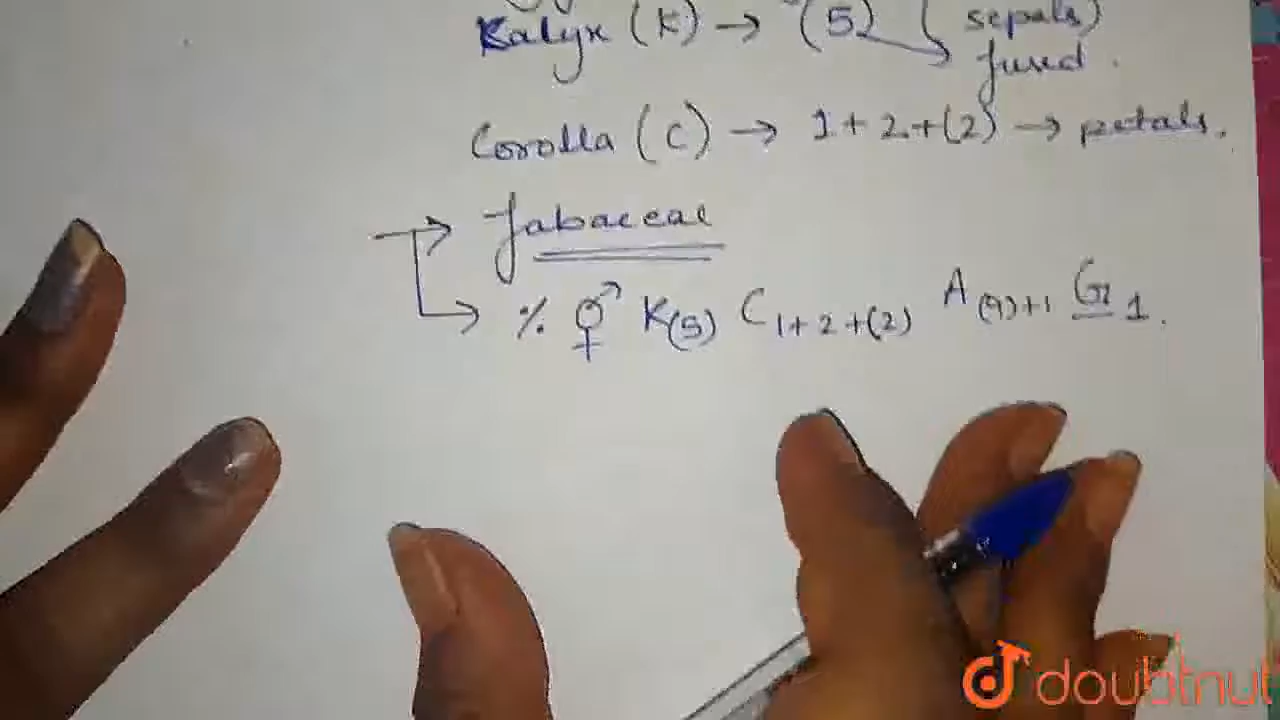 Kalyx (K) → (5) (sepals)
fused.
Corolla (C) → 1+2+(2) → petals.
→ fabaceae
→ % ⚥ K(5) C1+2+(2) A(9)+1 G1.
doubtnut